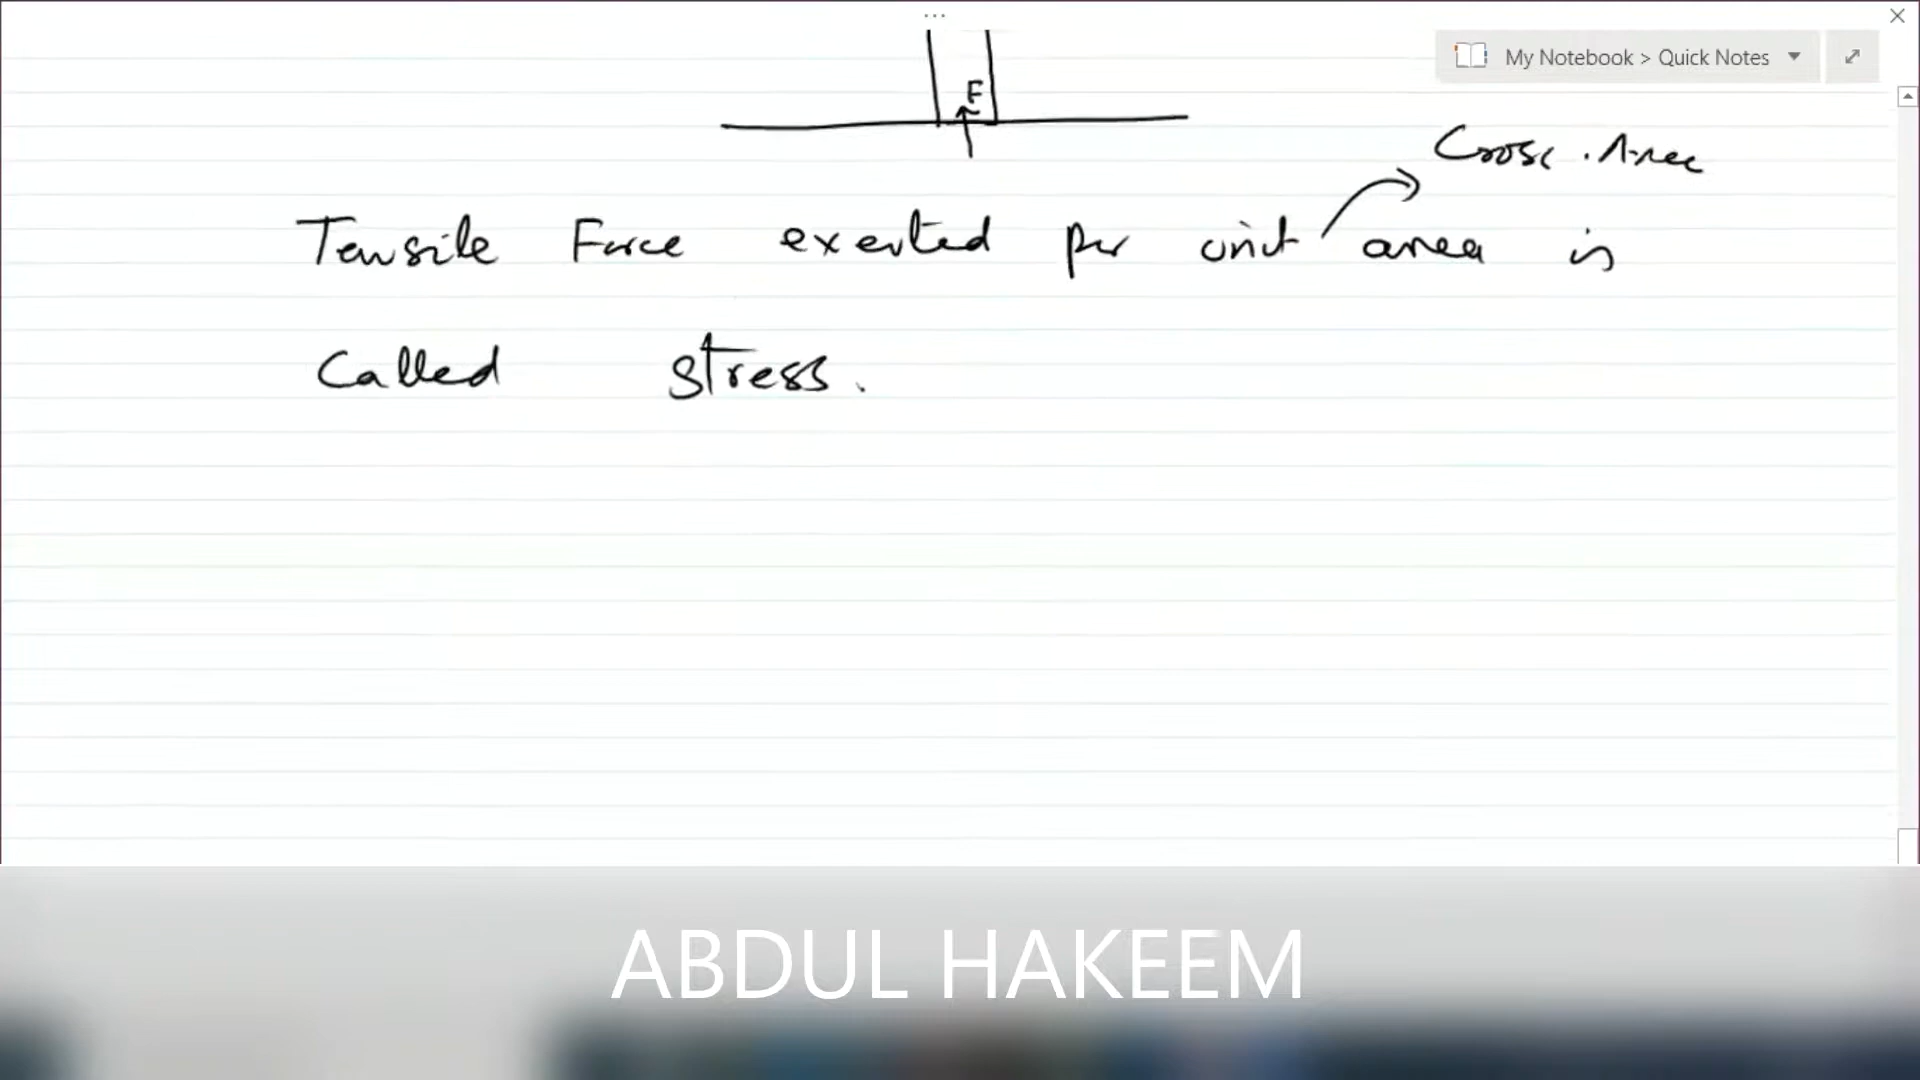 ...
My Notebook > Quick Notes
F
Cross. Area
Tensile Force exerted per unit area is
Called stress.
ABDUL HAKEEM